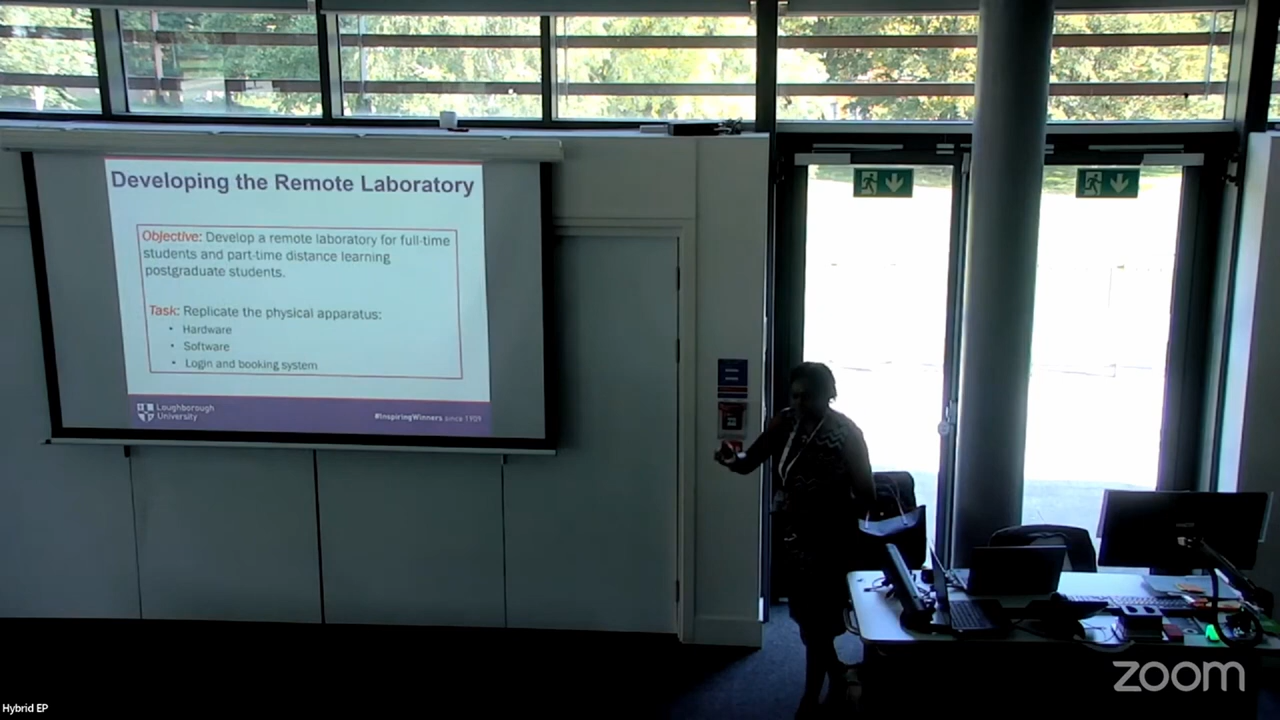 Developing the Remote Laboratory
Objective: Develop a remote laboratory for full-time
students and part-time distance learning
postgraduate students.
Task: Replicate the physical apparatus:
• Hardware
• Software
• Login and booking system
Loughborough
University
#InspiringWinners since 1909
zoom
Hybrid EP